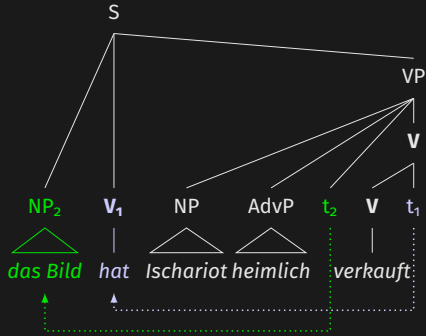 S
VP
V
NP₂ V₁ NP AdvP t₂ V t₁
das Bild hat Ischariot heimlich verkauft